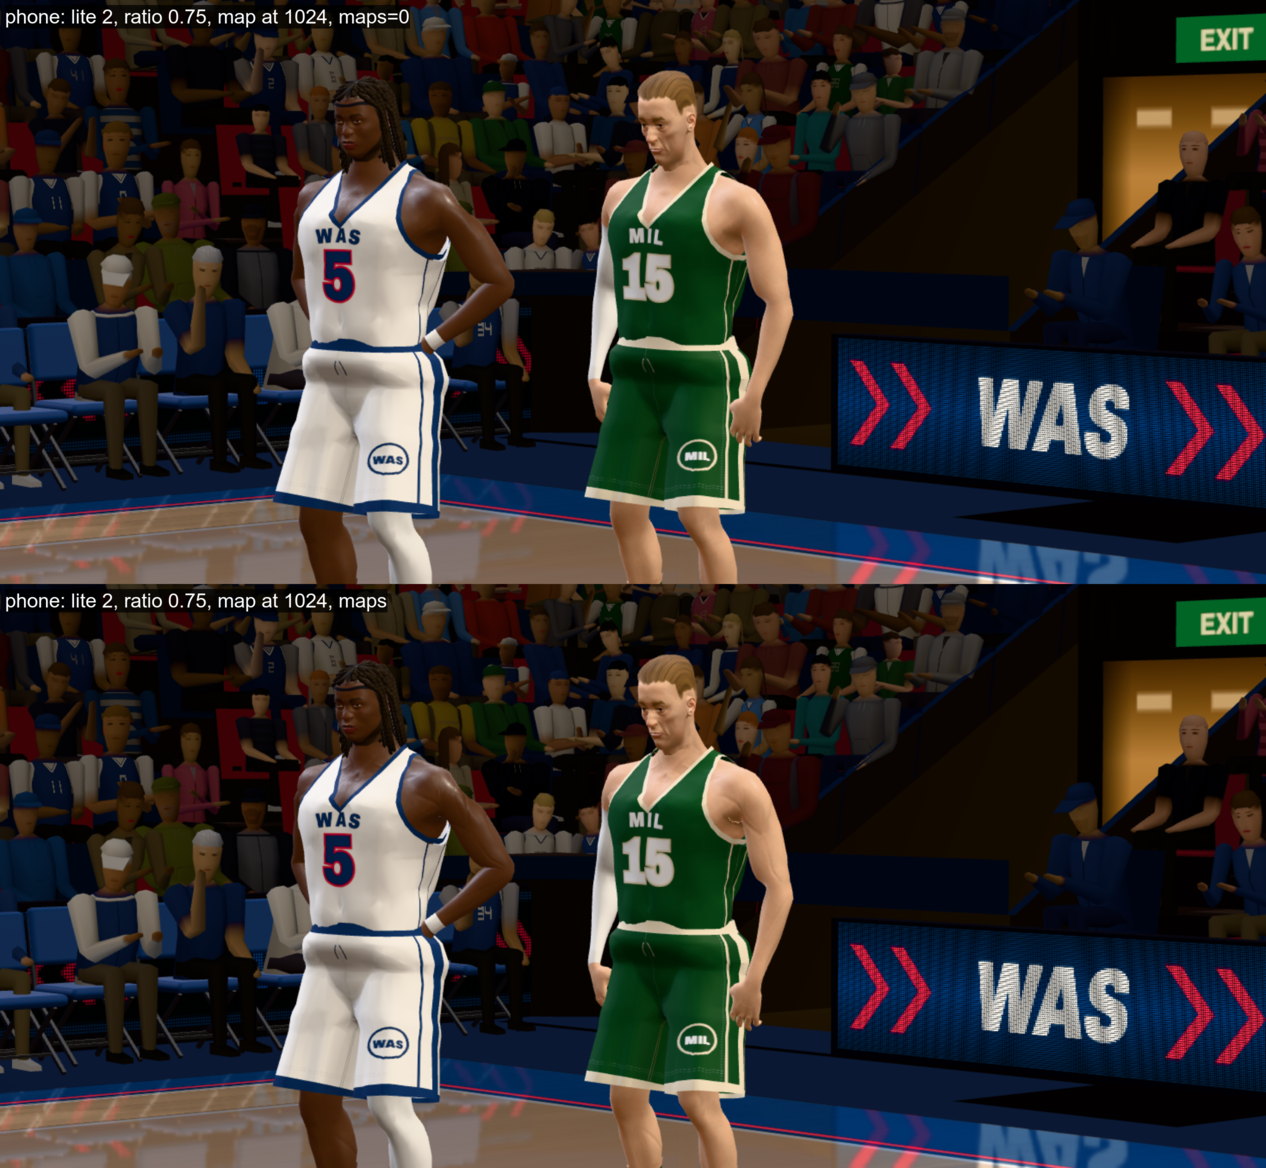 phone: lite 2, ratio 0.75, map at 1024, maps=0
EXIT
WAS
5
MIL
15
WAS
MIL
WAS
phone: lite 2, ratio 0.75, map at 1024, maps
EXIT
WAS
5
MIL
15
WAS
MIL
WAS